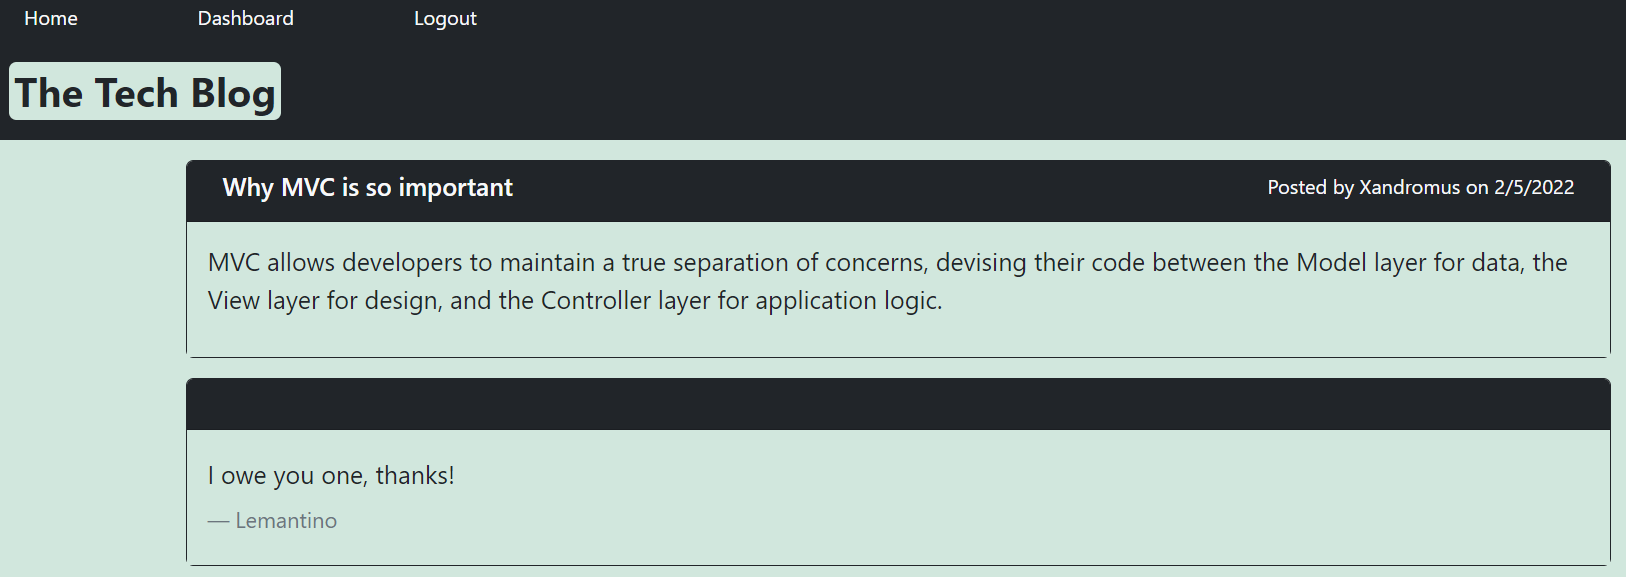 Home Dashboard Logout
The Tech Blog
Why MVC is so important Posted by Xandromus on 2/5/2022
MVC allows developers to maintain a true separation of concerns, devising their code between the Model layer for data, the
View layer for design, and the Controller layer for application logic.
I owe you one, thanks!
— Lemantino